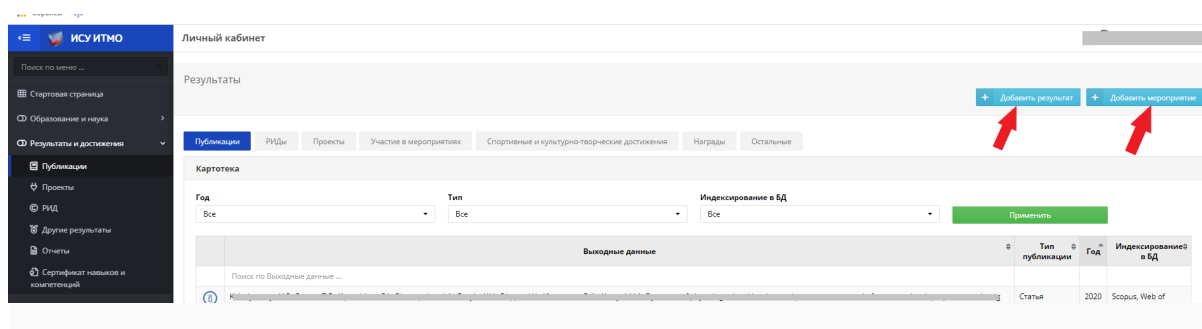 ИСУ ИТМО
Личный кабинет
Поиск по меню ...
Результаты
Стартовая страница
Добавить результат
Добавить мероприятие
Образование и наука
Результаты и достижения
Публикации
РИДы
Проекты
Участие в мероприятиях
Спортивные и культурно-творческие достижения
Награды
Остальные
Публикации
Проекты
РИД
Другие результаты
Отчеты
Сертификат навыков и
компетенций
Картотека
Год
Тип
Индексирование в БД
Все
Все
Все
Применить
Выходные данные
Тип
публикации
Год
Индексирование
в БД
Поиск по Выходные данные ...
Статья
2020
Scopus, Web of